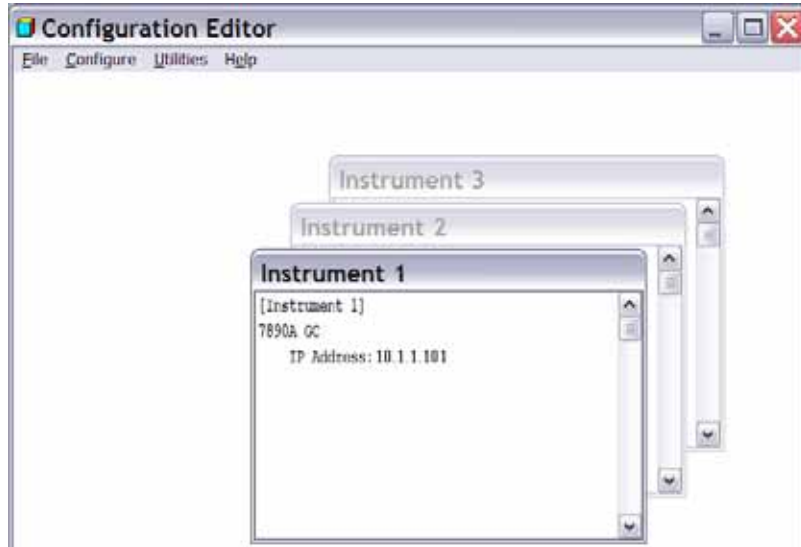 Configuration Editor
File Configure Utilities Help
Instrument 3
Instrument 2
Instrument 1
[Instrument 1]
7890A GC
IP Address: 10.1.1.101